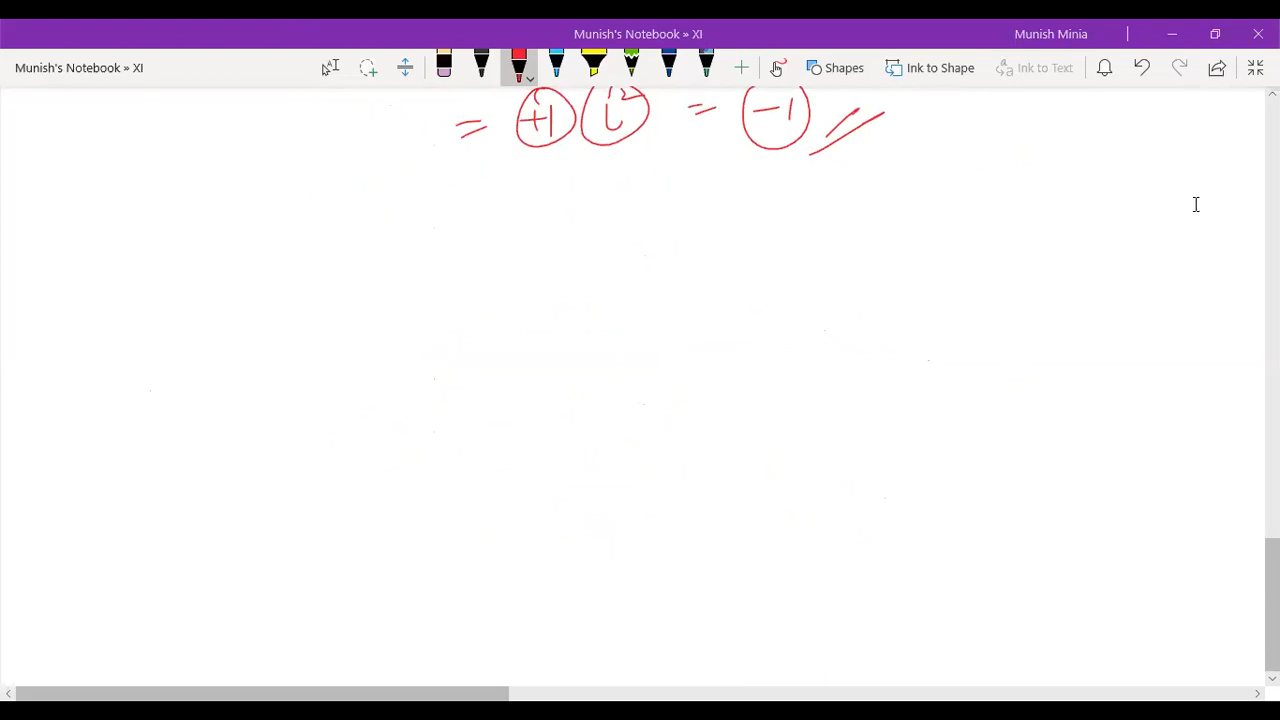 Munish's Notebook » XI
Munish Minia
Munish's Notebook » XI
Shapes
Ink to Shape
Ink to Text
= (+1) (i²) = (-1)